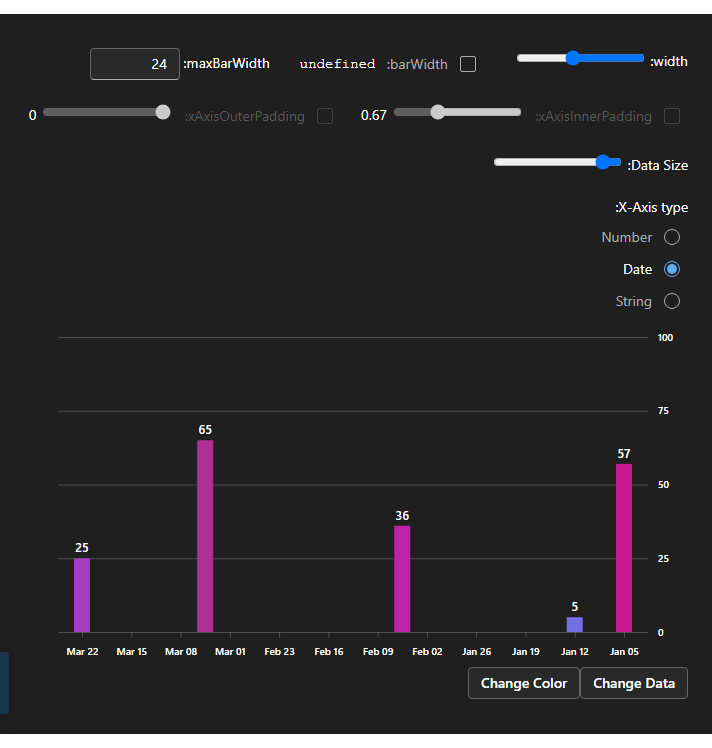 width:
barWidth: undefined
maxBarWidth: 24
xAxisInnerPadding: 0.67
xAxisOuterPadding: 0
Data Size:
X-Axis type:
Number
Date
String
100
75
50
25
0
25
65
36
5
57
Mar 22 Mar 15 Mar 08 Mar 01 Feb 23 Feb 16 Feb 09 Feb 02 Jan 26 Jan 19 Jan 12 Jan 05
Change Color Change Data